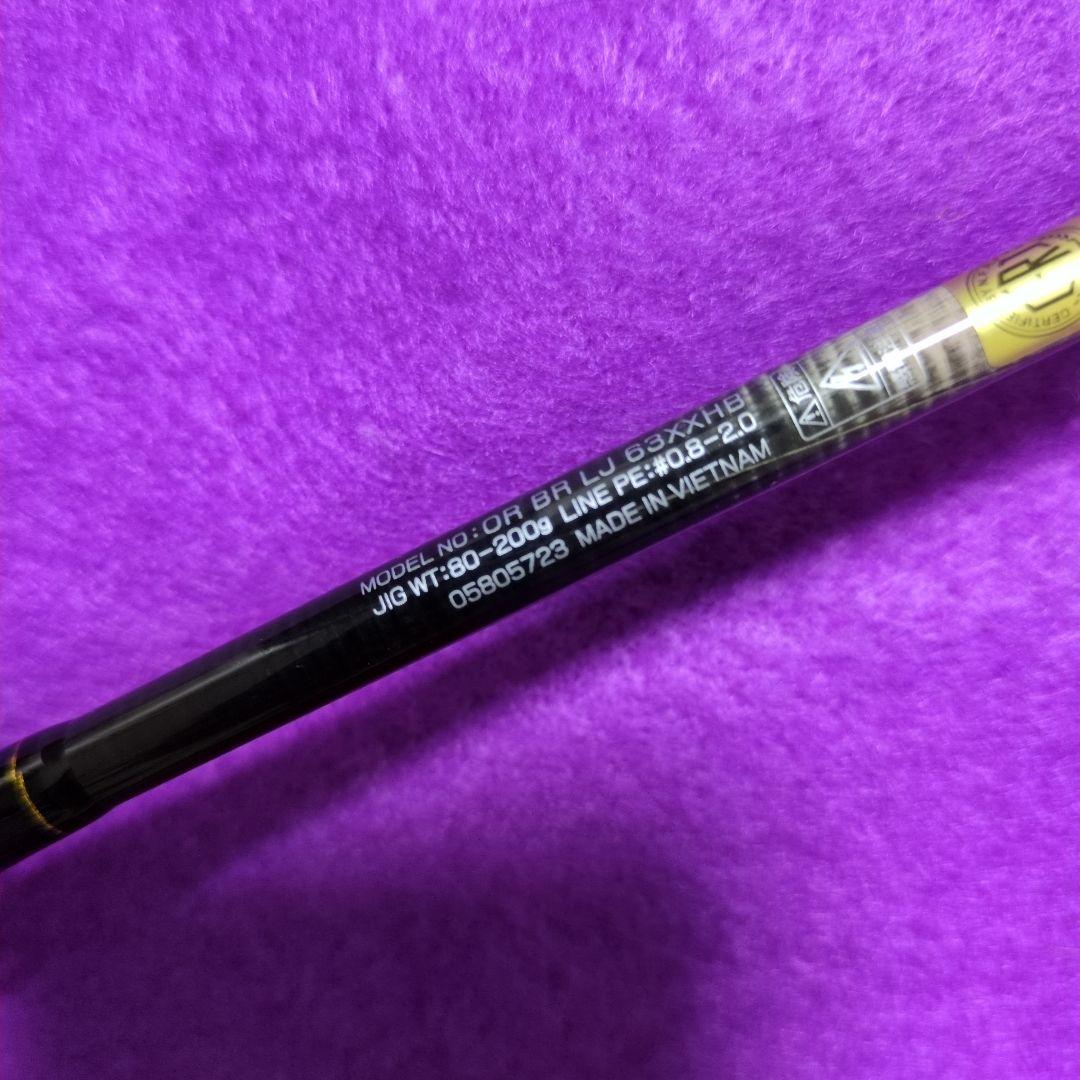 MODEL NO:OR BR LJ 63XXHB
JIG WT:80-200g LINE PE:#0.8-2.0
05805723 MADE IN VIETNAM
CERTIFIE